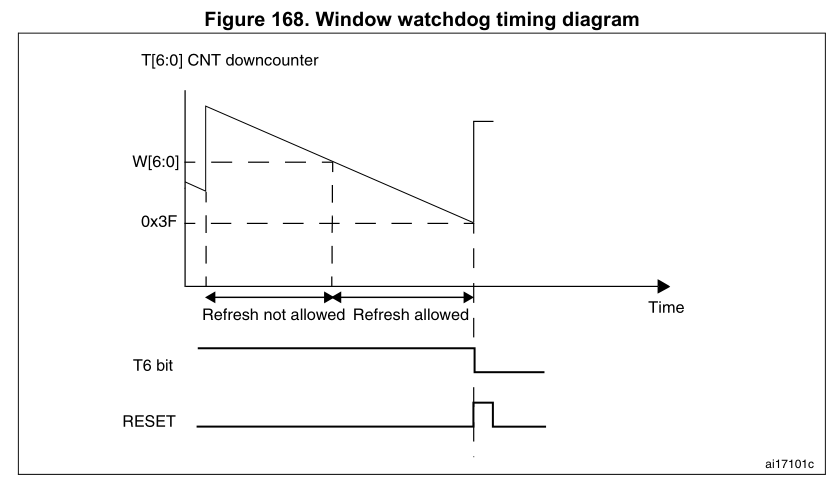 Figure 168. Window watchdog timing diagram
T[6:0] CNT downcounter
W[6:0]
0x3F
Time
Refresh not allowed
Refresh allowed
T6 bit
RESET
ai17101c